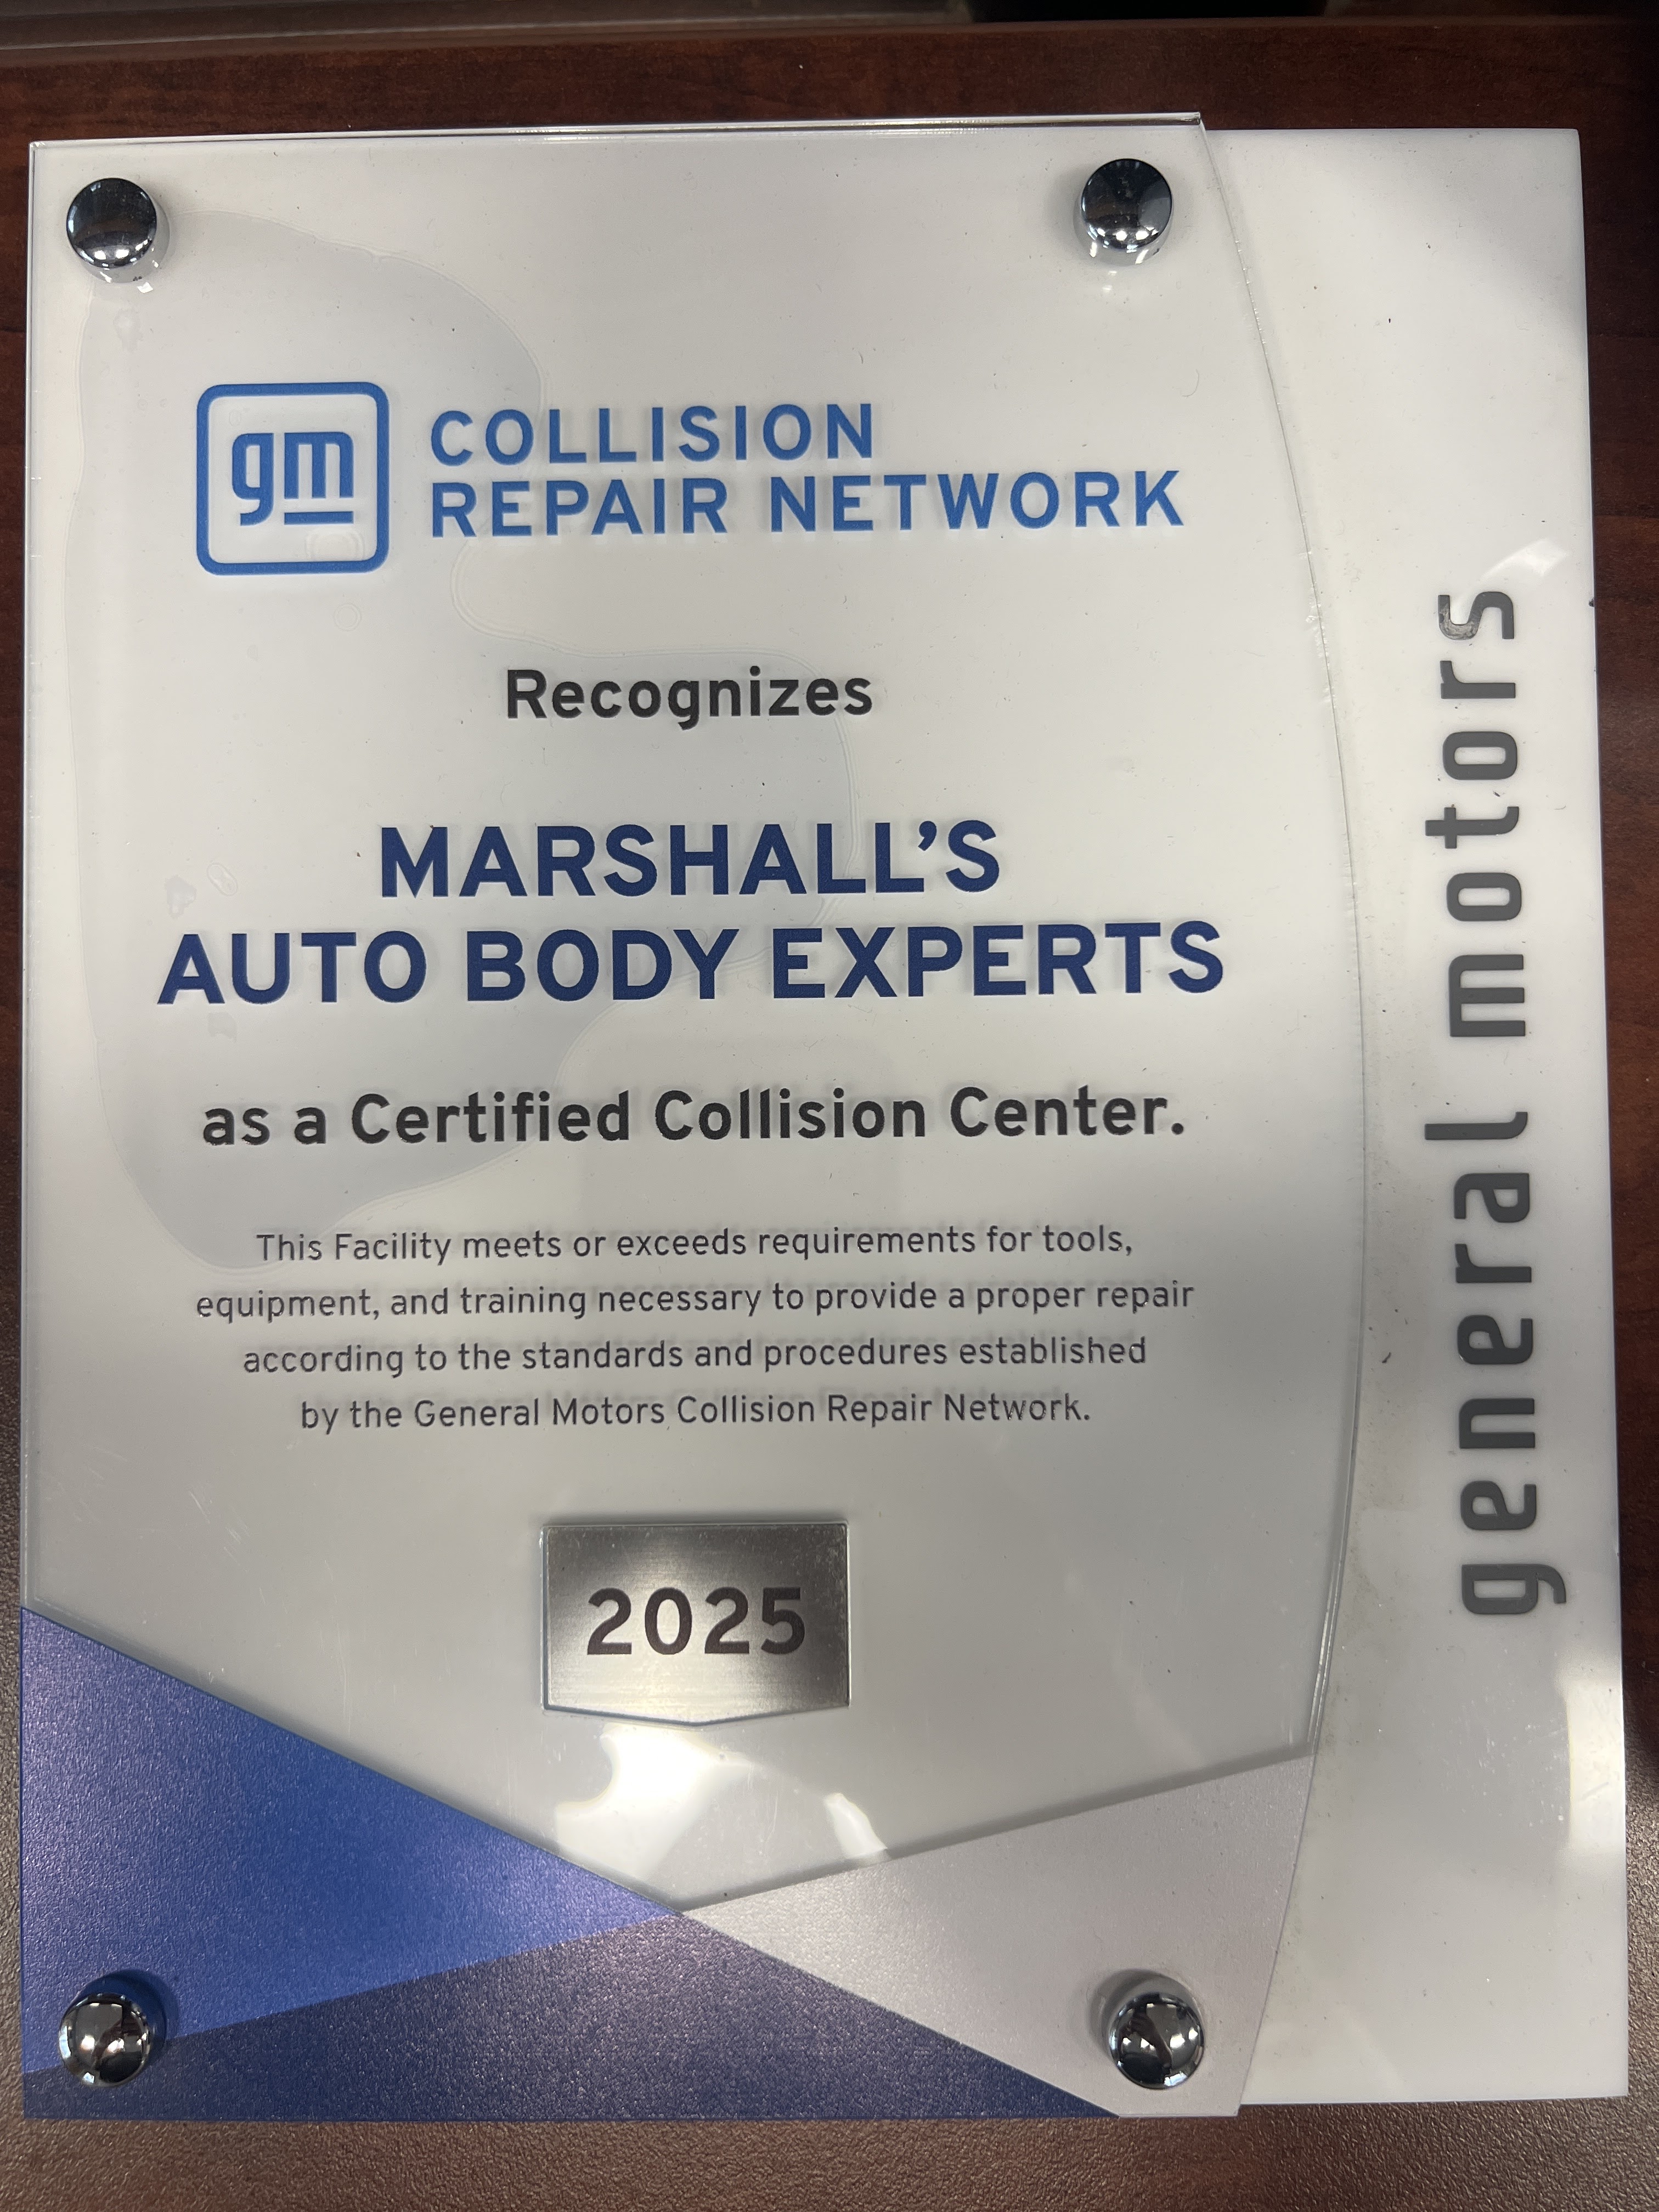 gm
COLLISION
REPAIR NETWORK
Recognizes
MARSHALL’S
AUTO BODY EXPERTS
as a Certified Collision Center.
This Facility meets or exceeds requirements for tools,
equipment, and training necessary to provide a proper repair
according to the standards and procedures established
by the General Motors Collision Repair Network.
2025
general motors